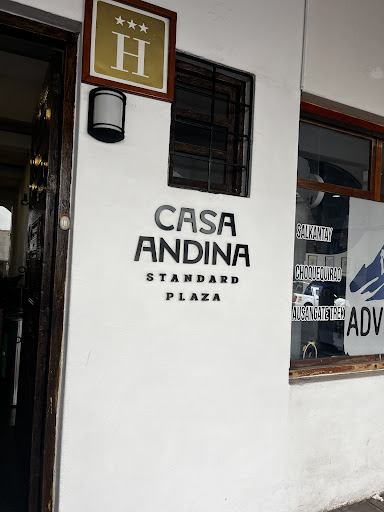 H
CASA
ANDINA
STANDARD
PLAZA
SALKANTAY
CHOQUEQUIRAO
AUSANGATE TREK
ADV